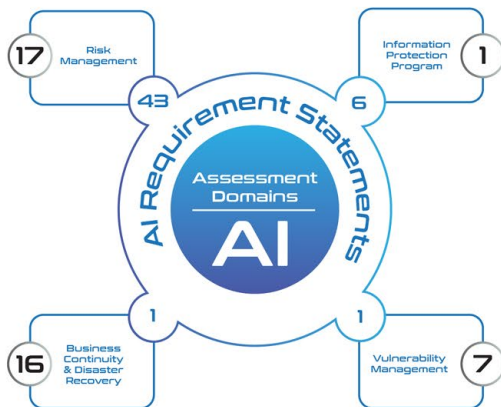 17
Risk
Management
43
Information
Protection
Program
1
6
AI Requirement Statements
Assessment
Domains
AI
1
Business
Continuity
& Disaster
Recovery
16
1
Vulnerability
Management
7